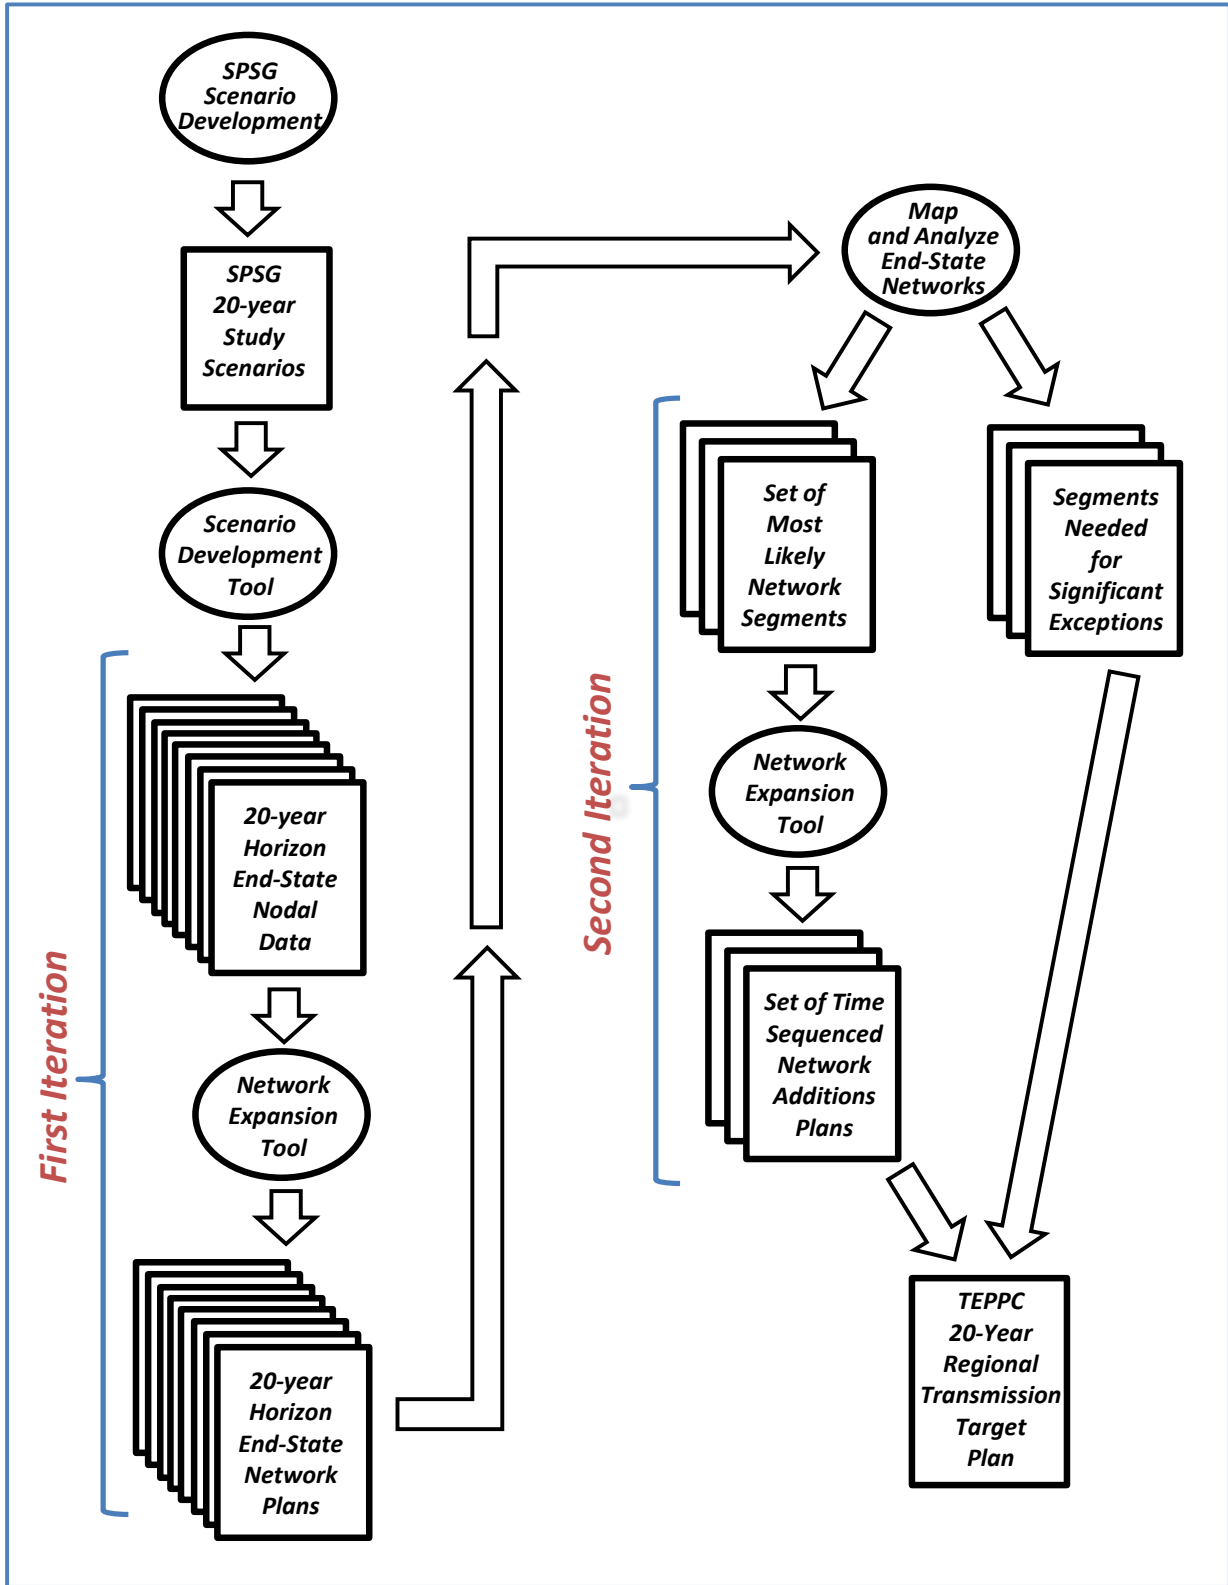 SPSG
Scenario
Development
SPSG
20-year
Study
Scenarios
Scenario
Development
Tool
First Iteration
20-year
Horizon
End-State
Nodal
Data
Network
Expansion
Tool
20-year
Horizon
End-State
Network
Plans
Map
and Analyze
End-State
Networks
Second Iteration
Set of
Most
Likely
Network
Segments
Segments
Needed
for
Significant
Exceptions
Network
Expansion
Tool
Set of Time
Sequenced
Network
Additions
Plans
TEPPC
20-Year
Regional
Transmission
Target
Plan